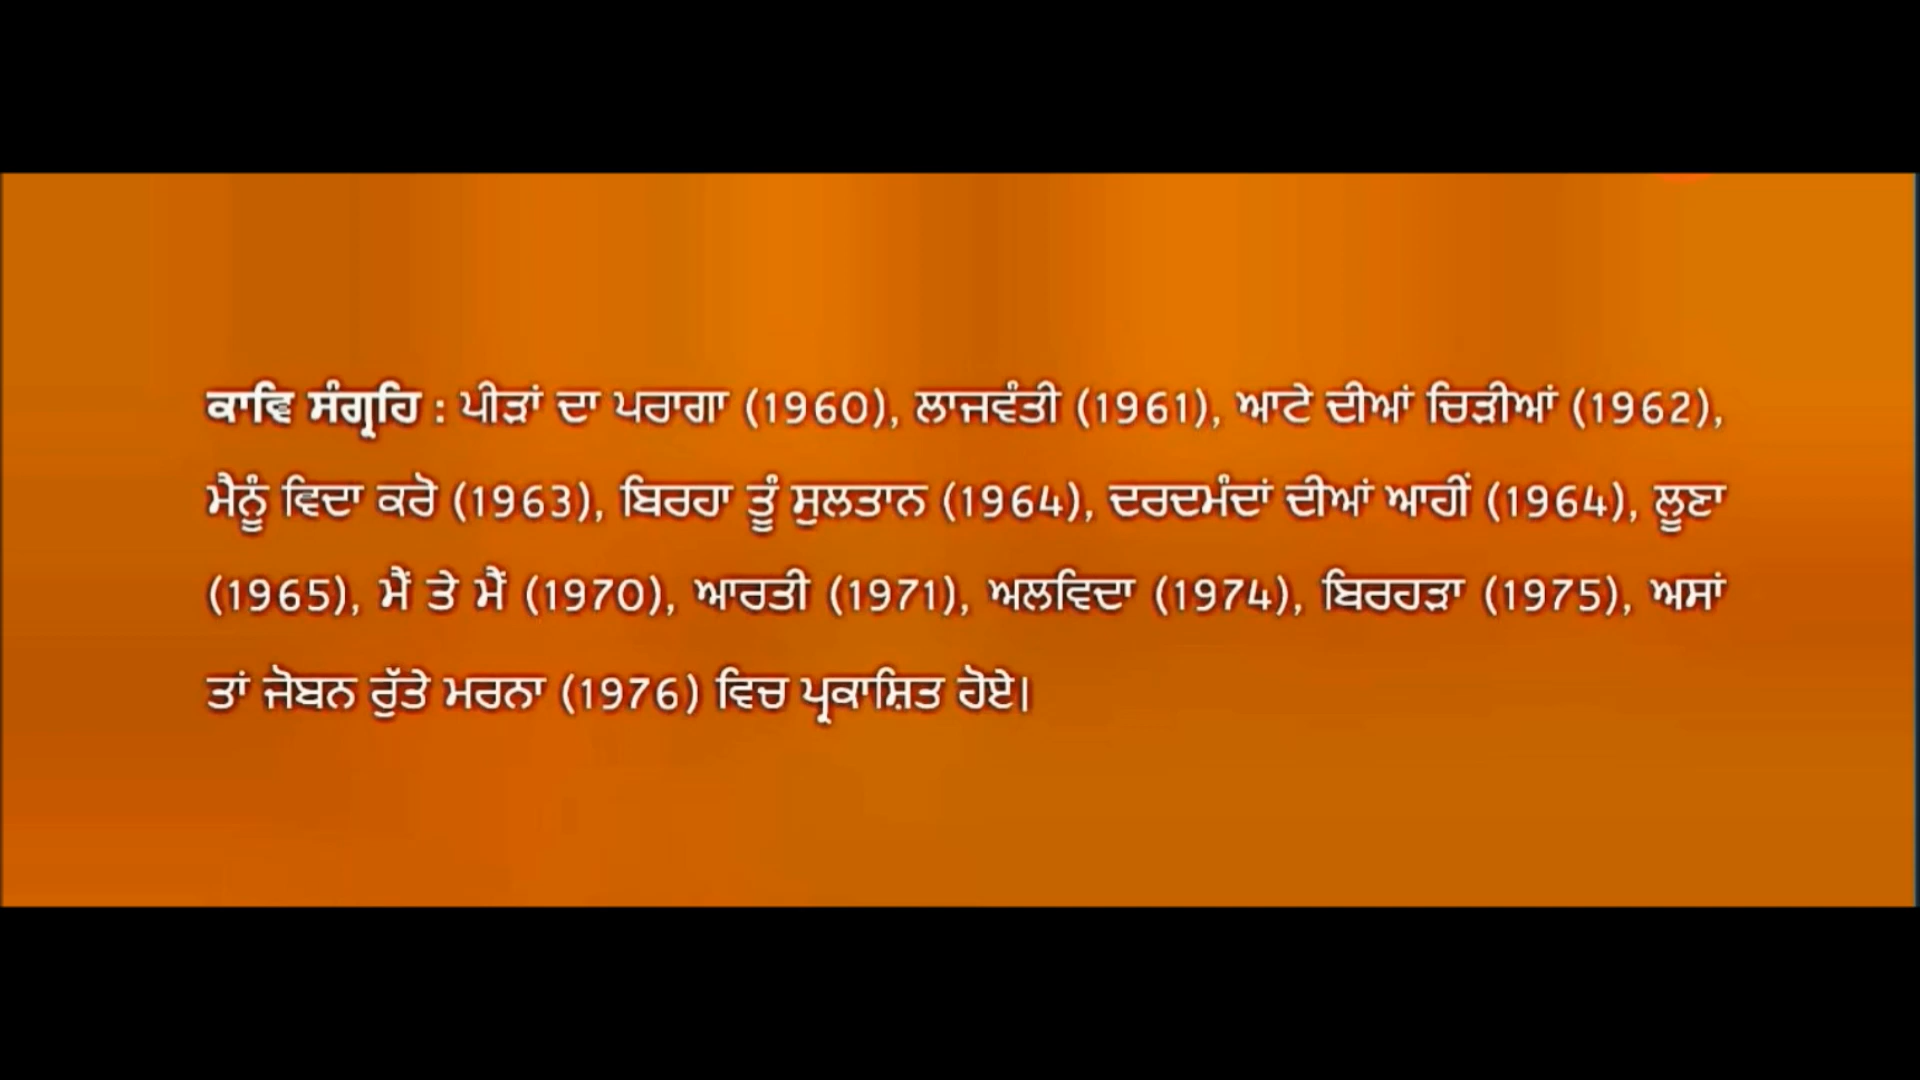 ਕਾਵਿ ਸੰਗ੍ਰਹਿ : ਪੀੜਾਂ ਦਾ ਪਰਾਗਾ (1960), ਲਾਜਵੰਤੀ (1961), ਆਟੇ ਦੀਆਂ ਚਿੜੀਆਂ (1962),
ਮੈਨੂੰ ਵਿਦਾ ਕਰੋ (1963), ਬਿਰਹਾ ਤੂੰ ਸੁਲਤਾਨ (1964), ਦਰਦਮੰਦਾਂ ਦੀਆਂ ਆਹੀਂ (1964), ਲੂਣਾ
(1965), ਮੈਂ ਤੇ ਮੈਂ (1970), ਆਰਤੀ (1971), ਅਲਵਿਦਾ (1974), ਬਿਰਹੜਾ (1975), ਅਸਾਂ
ਤਾਂ ਜੋਬਨ ਰੁੱਤੇ ਮਰਨਾ (1976) ਵਿਚ ਪ੍ਰਕਾਸ਼ਿਤ ਹੋਏ।